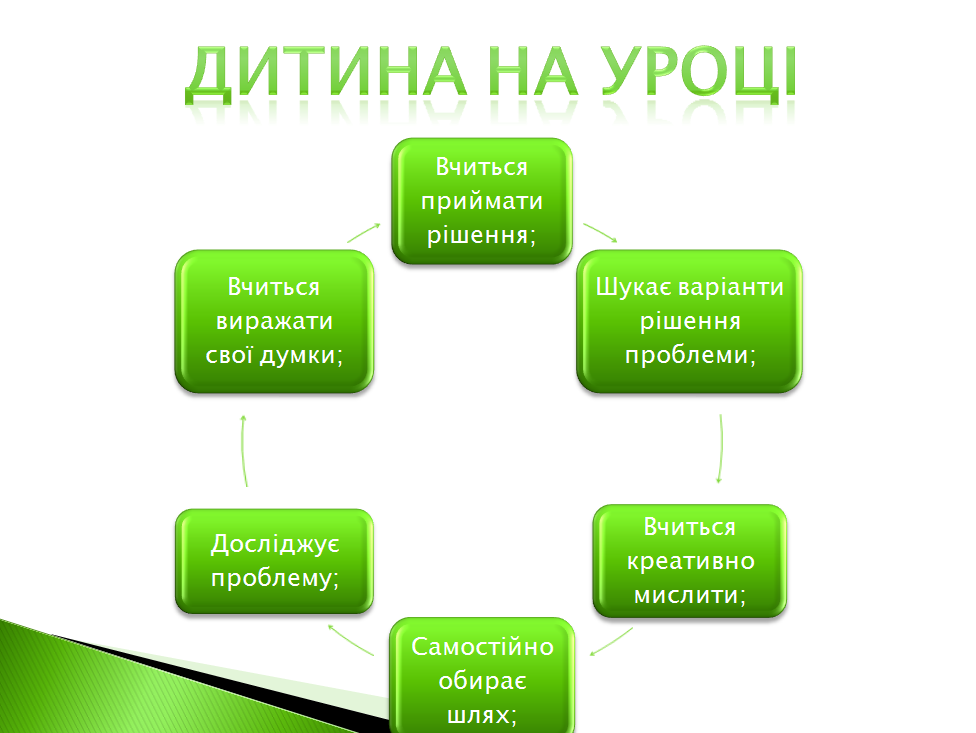 ДИТИНА НА УРОЦІ
Вчиться
приймати
рішення;
Шукає варіанти
рішення
проблеми;
Вчиться
креативно
мислити;
Самостійно
обирає
шлях;
Досліджує
проблему;
Вчиться
виражати
свої думки;